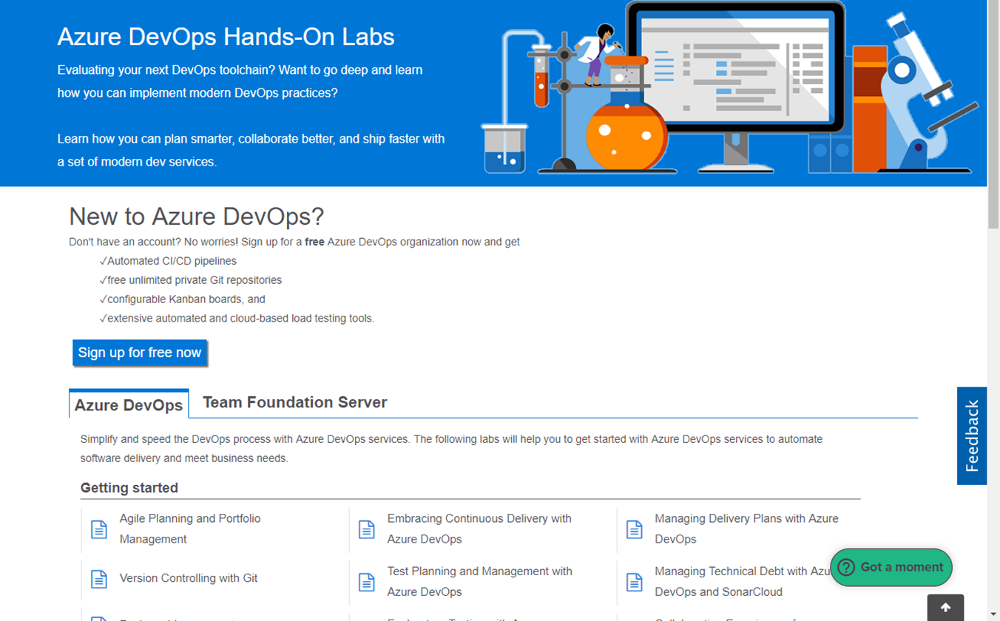 Azure DevOps Hands-On Labs
Evaluating your next DevOps toolchain? Want to go deep and learn
how you can implement modern DevOps practices?
Learn how you can plan smarter, collaborate better, and ship faster with
a set of modern dev services.
New to Azure DevOps?
Don't have an account? No worries! Sign up for a free Azure DevOps organization now and get
✓Automated CI/CD pipelines
✓free unlimited private Git repositories
✓configurable Kanban boards, and
✓extensive automated and cloud-based load testing tools.
Sign up for free now
Azure DevOps
Team Foundation Server
Feedback
Simplify and speed the DevOps process with Azure DevOps services. The following labs will help you to get started with Azure DevOps services to automate
software delivery and meet business needs.
Getting started
Agile Planning and Portfolio
Management
Embracing Continuous Delivery with
Azure DevOps
Managing Delivery Plans with Azure
DevOps
Version Controlling with Git
Test Planning and Management with
Azure DevOps
Managing Technical Debt with
DevOps and SonarCloud
Got a moment